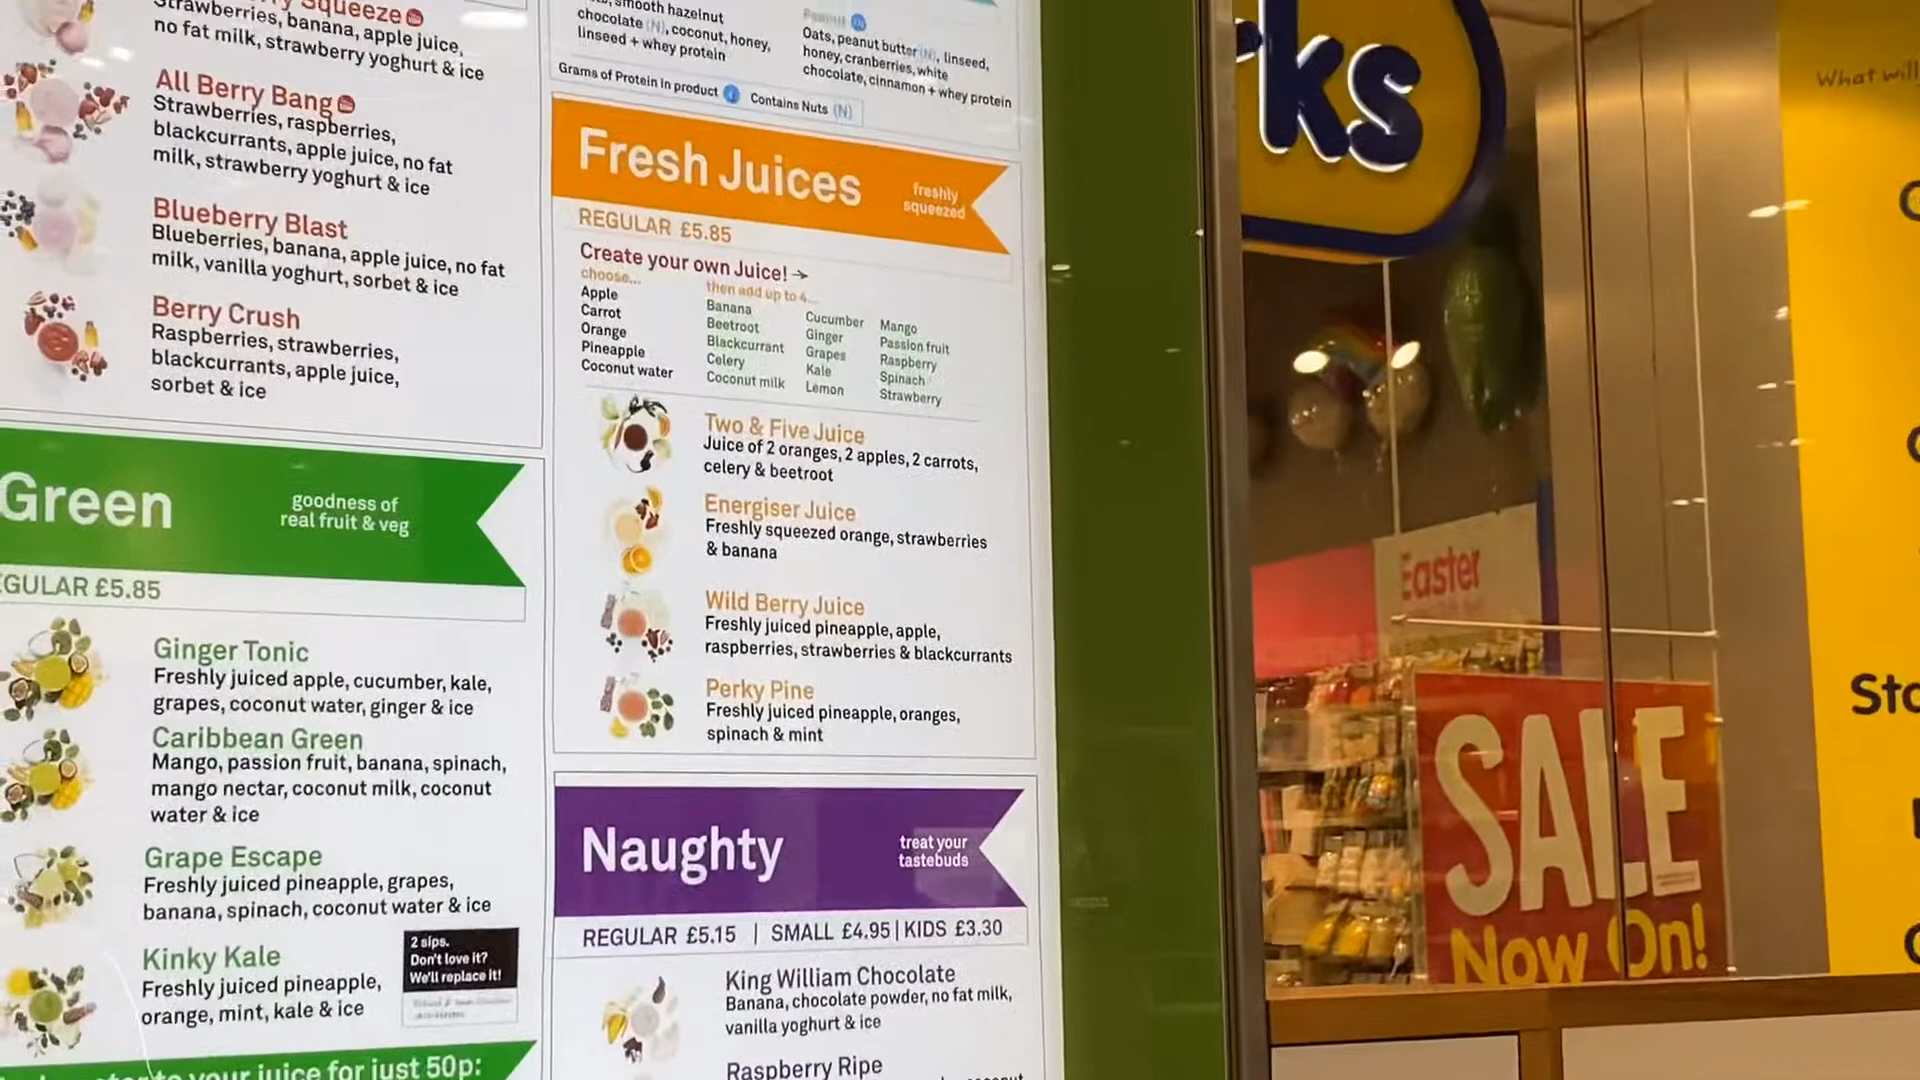 Squeeze
Strawberries, banana, apple juice,
no fat milk, strawberry yoghurt & ice
All Berry Bang
Strawberries, raspberries,
blackcurrants, apple juice, no fat
milk, strawberry yoghurt & ice
Blueberry Blast
Blueberries, banana, apple juice, no fat
milk, vanilla yoghurt, sorbet & ice
Berry Crush
Raspberries, strawberries,
blackcurrants, apple juice,
sorbet & ice
Green
goodness of
real fruit & veg
GULAR £5.85
Ginger Tonic
Freshly juiced apple, cucumber, kale,
grapes, coconut water, ginger & ice
Caribbean Green
Mango, passion fruit, banana, spinach,
mango nectar, coconut milk, coconut
water & ice
Grape Escape
Freshly juiced pineapple, grapes,
banana, spinach, coconut water & ice
Kinky Kale
Freshly juiced pineapple,
orange, mint, kale & ice
2 sips.
Don't love it?
We'll replace it!
to your juice for just 50p:
smooth hazelnut
chocolate (N), coconut, honey,
linseed + whey protein
Oats, peanut butter (N), linseed,
honey, cranberries, white
chocolate, cinnamon + whey protein
Grams of Protein in product
Contains Nuts (N)
Fresh Juices
freshly
squeezed
REGULAR £5.85
Create your own Juice!
choose...
Apple
Carrot
Orange
Pineapple
Coconut water
then add up to 4...
Banana
Beetroot
Blackcurrant
Celery
Coconut milk
Cucumber
Ginger
Grapes
Kale
Lemon
Mango
Passion fruit
Raspberry
Spinach
Strawberry
Two & Five Juice
Juice of 2 oranges, 2 apples, 2 carrots,
celery & beetroot
Energiser Juice
Freshly squeezed orange, strawberries
& banana
Wild Berry Juice
Freshly juiced pineapple, apple,
raspberries, strawberries & blackcurrants
Perky Pine
Freshly juiced pineapple, oranges,
spinach & mint
Naughty
treat your
tastebuds
REGULAR £5.15 | SMALL £4.95 | KIDS £3.30
King William Chocolate
Banana, chocolate powder, no fat milk,
vanilla yoghurt & ice
Raspberry Ripe
ks
What will
Easter
SALE
Now On!
Sto